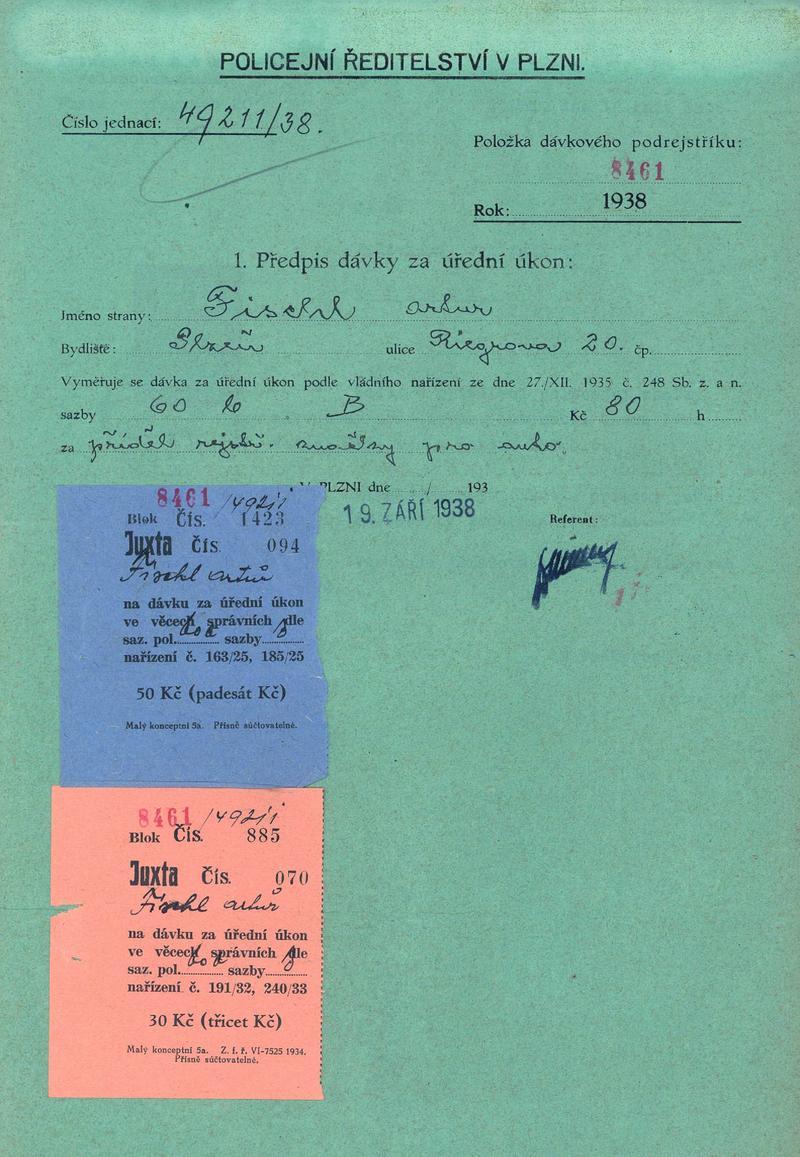 POLICEJNÍ ŘEDITELSTVÍ V PLZNI.
Číslo jednací: 49211/38.
Položka dávkového podrejstříku:
8461
Rok: 1938
1. Předpis dávky za úřední úkon:
Jméno strany: Fischl Artur
Bydliště: Plzeň ulice Riegrova 20. čp.
Vyměřuje se dávka za úřední úkon podle vládního nařízení ze dne 27./XII. 1935 č. 248 Sb. z. a n.
sazby 60 b B Kč 80 h
za příděl rejstř. značky pro auto.
V PLZNI dne / 193
19. ZÁŘÍ 1938
Referent:
8461 /49211
Blok Čís. 1423
Juxta Čís. 094
Fischl Artur
na dávku za úřední úkon
ve věcech správních dle
saz. pol. sazby B
nařízení č. 163/25, 185/25
50 Kč (padesát Kč)
Malý konceptní 5a. Přísně súčtovatelné.
8461 /49211
Blok Čís. 885
Juxta Čís. 070
Fischl Artur
na dávku za úřední úkon
ve věcech správních dle
saz. pol. sazby
nařízení č. 191/32, 240/33
30 Kč (třicet Kč)
Malý konceptní 5a. Z. f. ř. VI-7525 1934.
Přísně súčtovatelné.